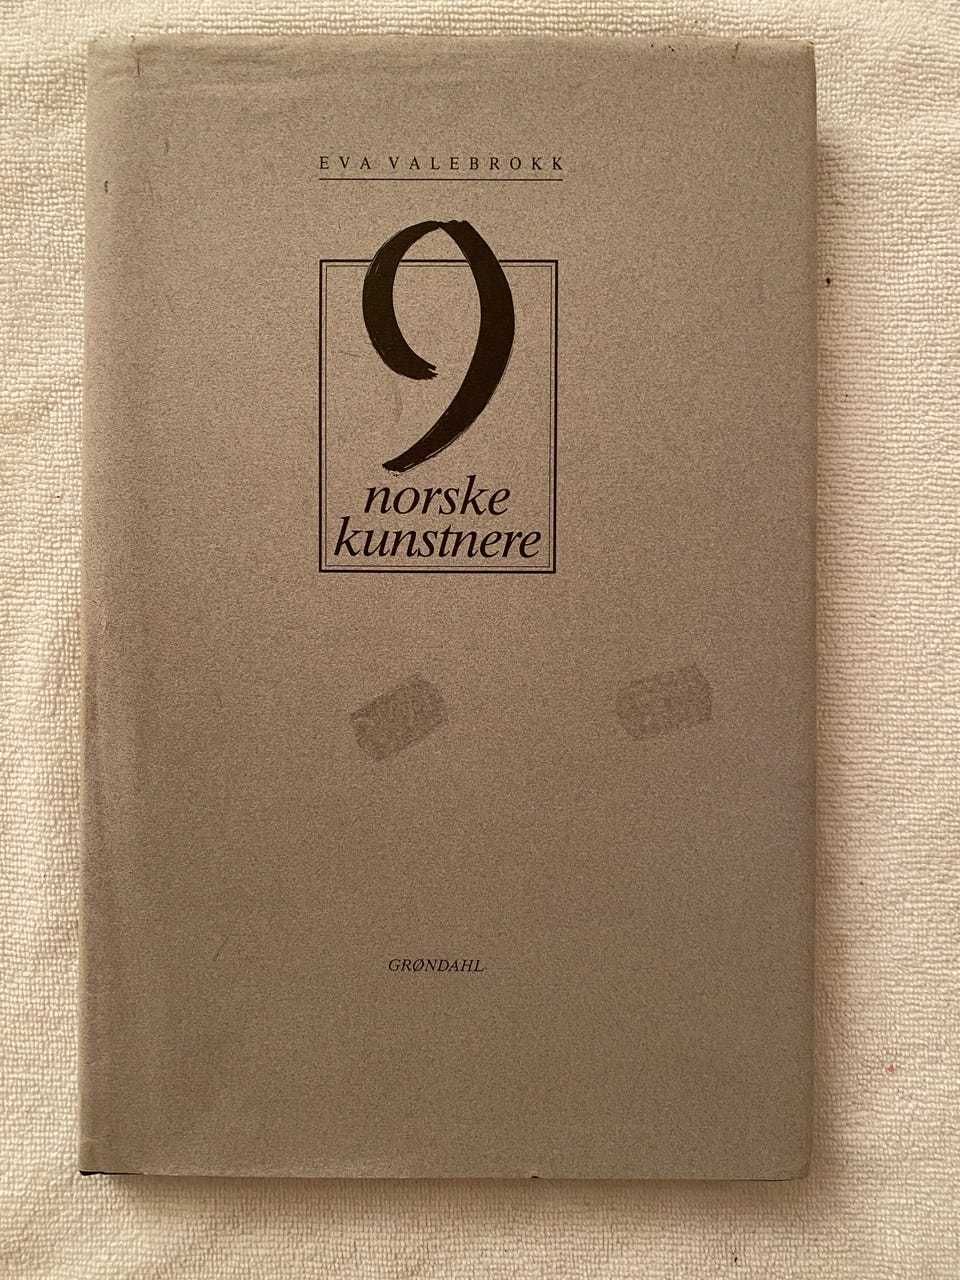 EVA VALEBROKK
9
norske
kunstnere
GRØNDAHL